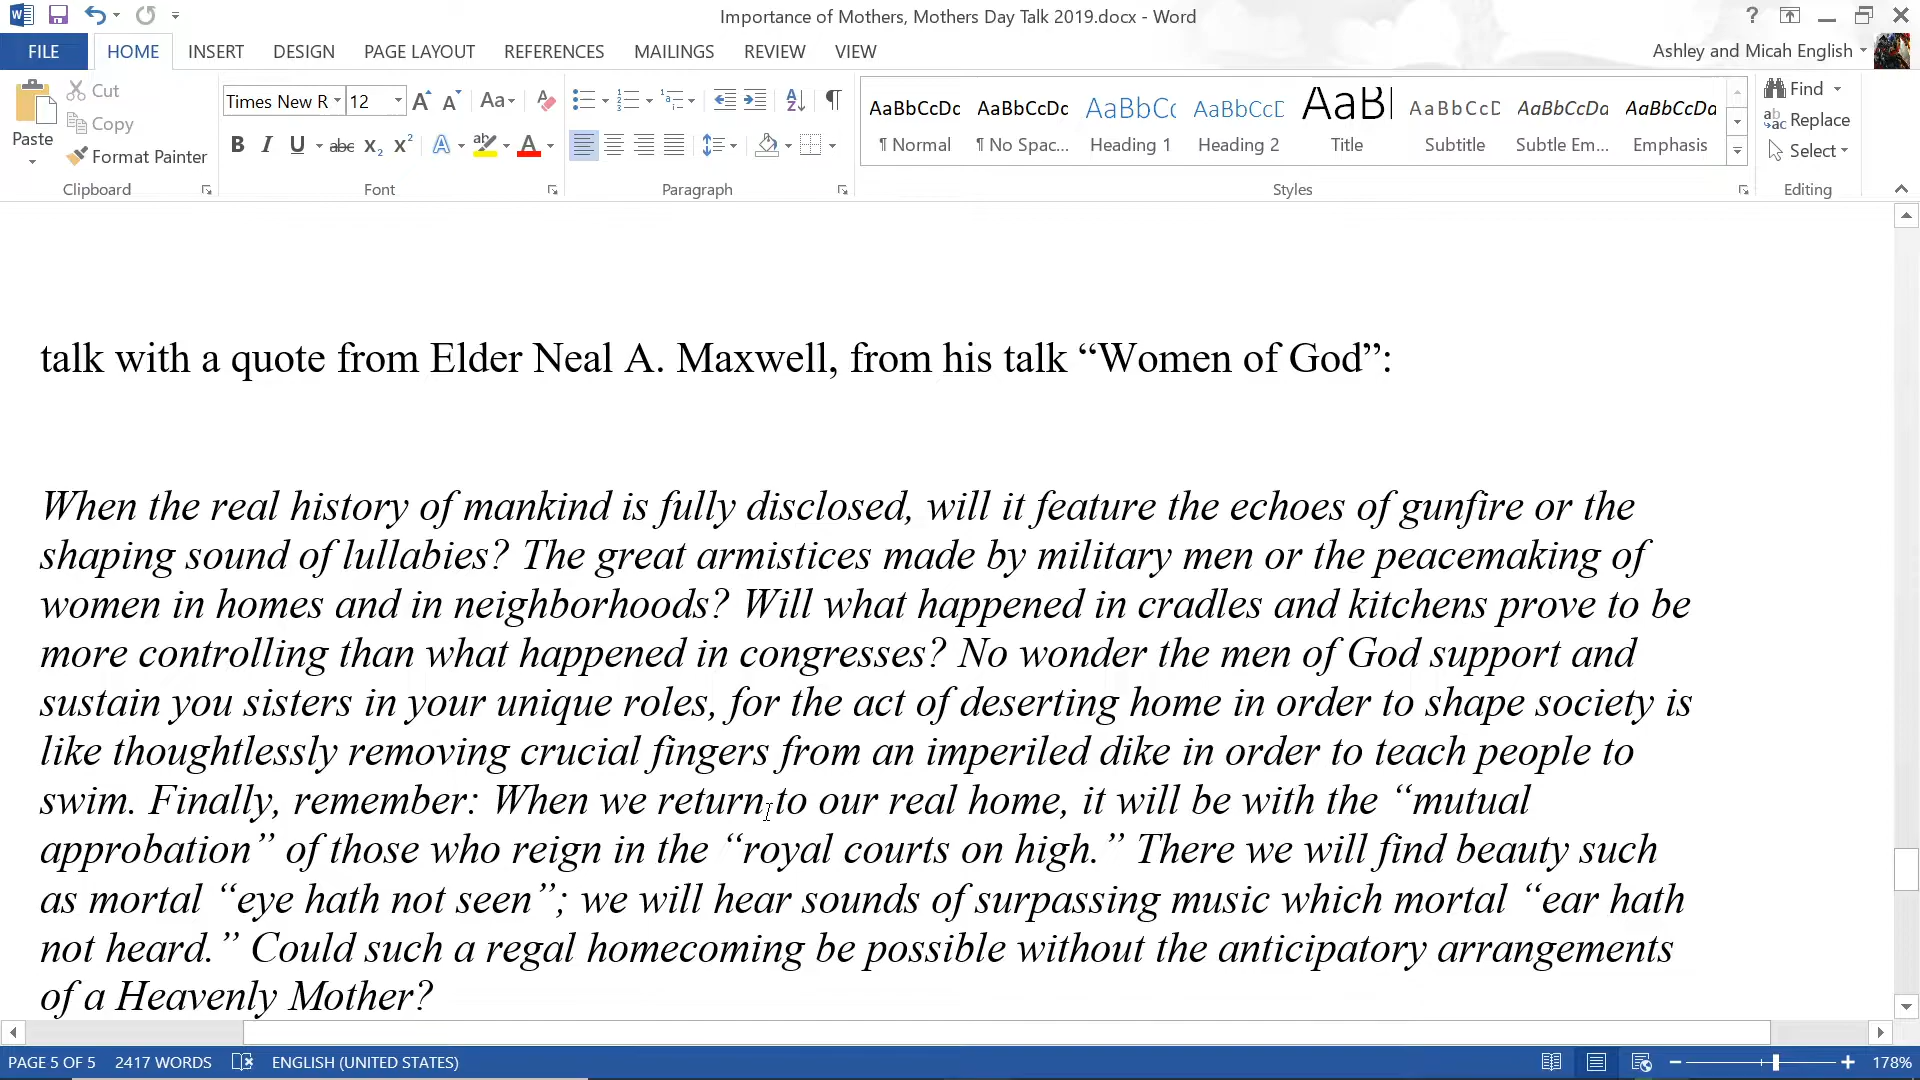 Importance of Mothers, Mothers Day Talk 2019.docx - Word
FILE HOME INSERT DESIGN PAGE LAYOUT REFERENCES MAILINGS REVIEW VIEW Ashley and Micah English
Paste
Cut
Copy
Format Painter
Clipboard
Times New R 12
Font
Paragraph
AaBbCcDc AaBbCcDc AaBbCc AaBbCcD AaB AaBbCcD AaBbCcDa AaBbCcDa
¶ Normal ¶ No Spac... Heading 1 Heading 2 Title Subtitle Subtle Em... Emphasis
Styles
Find
Replace
Select
Editing
talk with a quote from Elder Neal A. Maxwell, from his talk “Women of God”:
When the real history of mankind is fully disclosed, will it feature the echoes of gunfire or the
shaping sound of lullabies? The great armistices made by military men or the peacemaking of
women in homes and in neighborhoods? Will what happened in cradles and kitchens prove to be
more controlling than what happened in congresses? No wonder the men of God support and
sustain you sisters in your unique roles, for the act of deserting home in order to shape society is
like thoughtlessly removing crucial fingers from an imperiled dike in order to teach people to
swim. Finally, remember: When we return to our real home, it will be with the “mutual
approbation” of those who reign in the “royal courts on high.” There we will find beauty such
as mortal “eye hath not seen”; we will hear sounds of surpassing music which mortal “ear hath
not heard.” Could such a regal homecoming be possible without the anticipatory arrangements
of a Heavenly Mother?
PAGE 5 OF 5 2417 WORDS ENGLISH (UNITED STATES) 178%